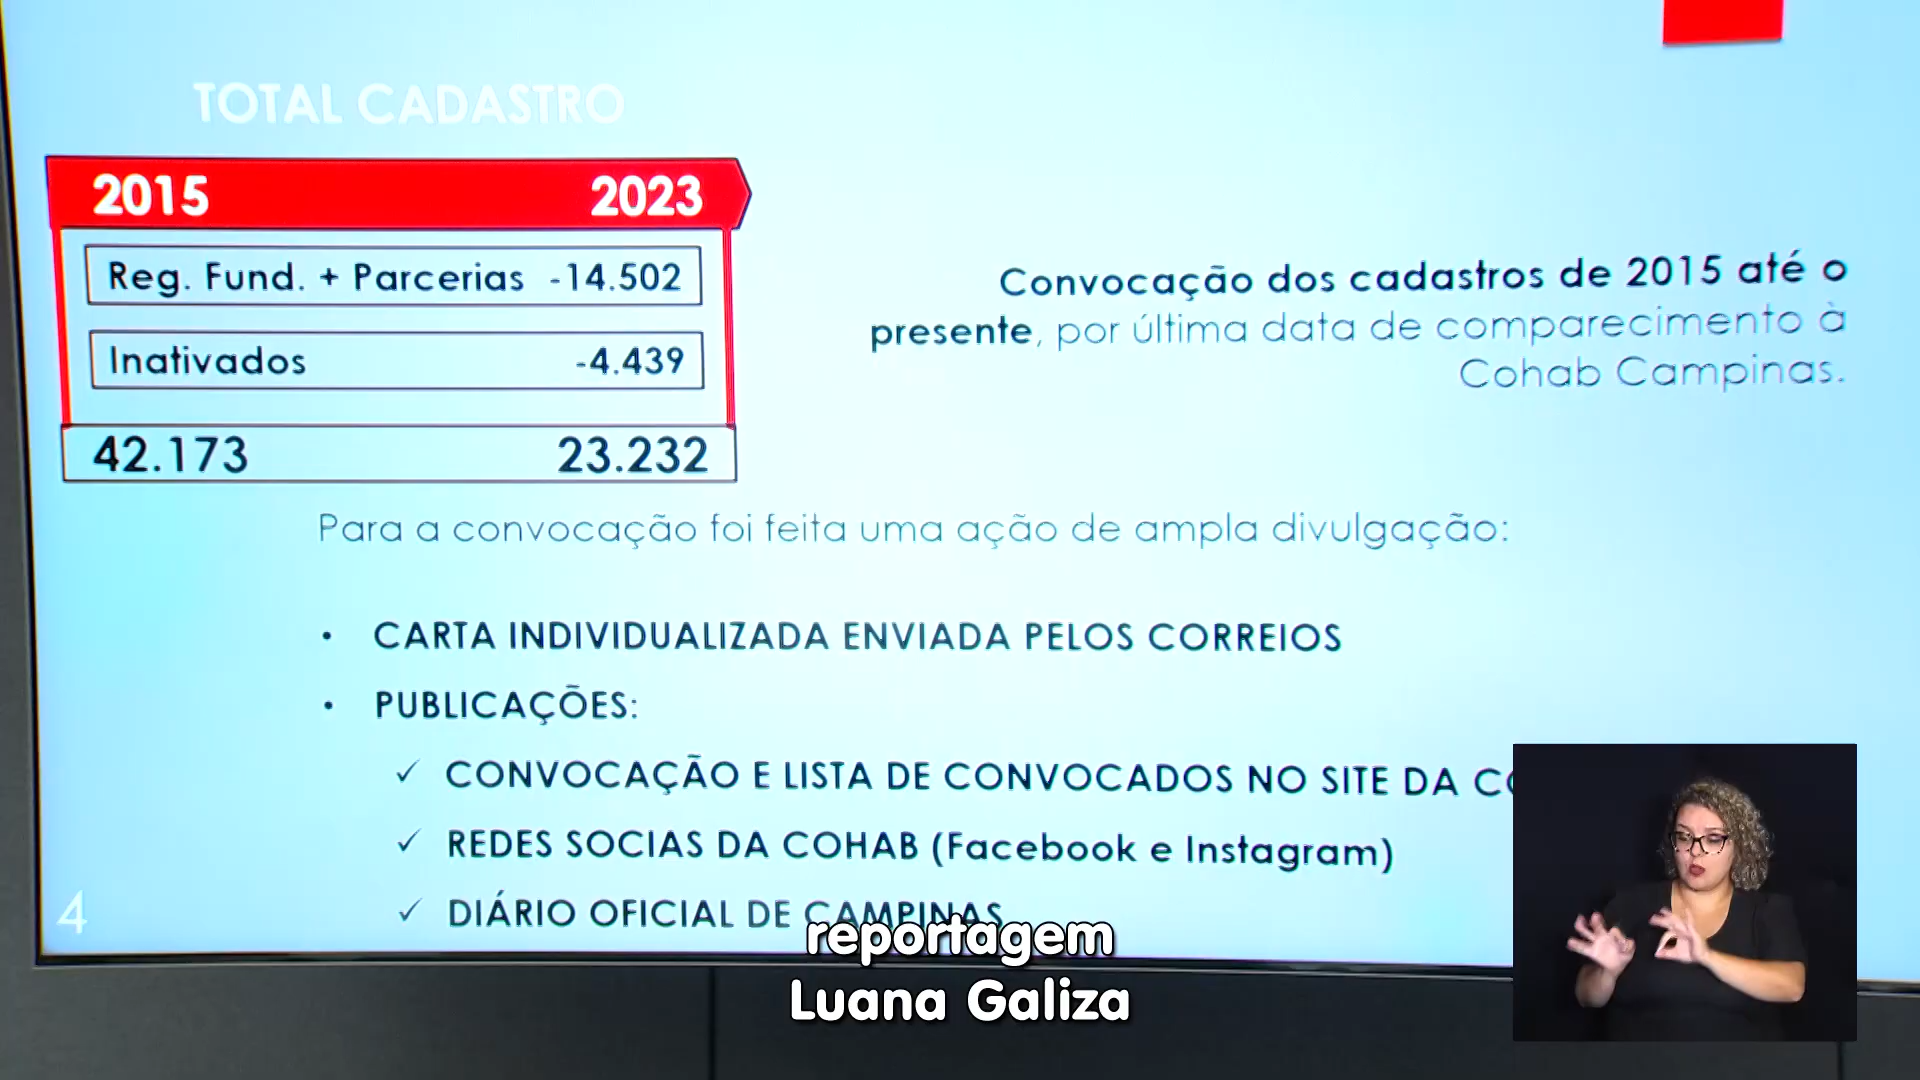 TOTAL CADASTRO
2015 2023
Reg. Fund. + Parcerias -14.502
Inativados -4.439
42.173 23.232
Convocação dos cadastros de 2015 até o
presente, por última data de comparecimento à
Cohab Campinas.
Para a convocação foi feita uma ação de ampla divulgação:
• CARTA INDIVIDUALIZADA ENVIADA PELOS CORREIOS
• PUBLICAÇÕES:
✓ CONVOCAÇÃO E LISTA DE CONVOCADOS NO SITE DA
✓ REDES SOCIAS DA COHAB (Facebook e Instagram)
✓ DIÁRIO OFICIAL DE CAMPINAS
4
reportagem
Luana Galiza